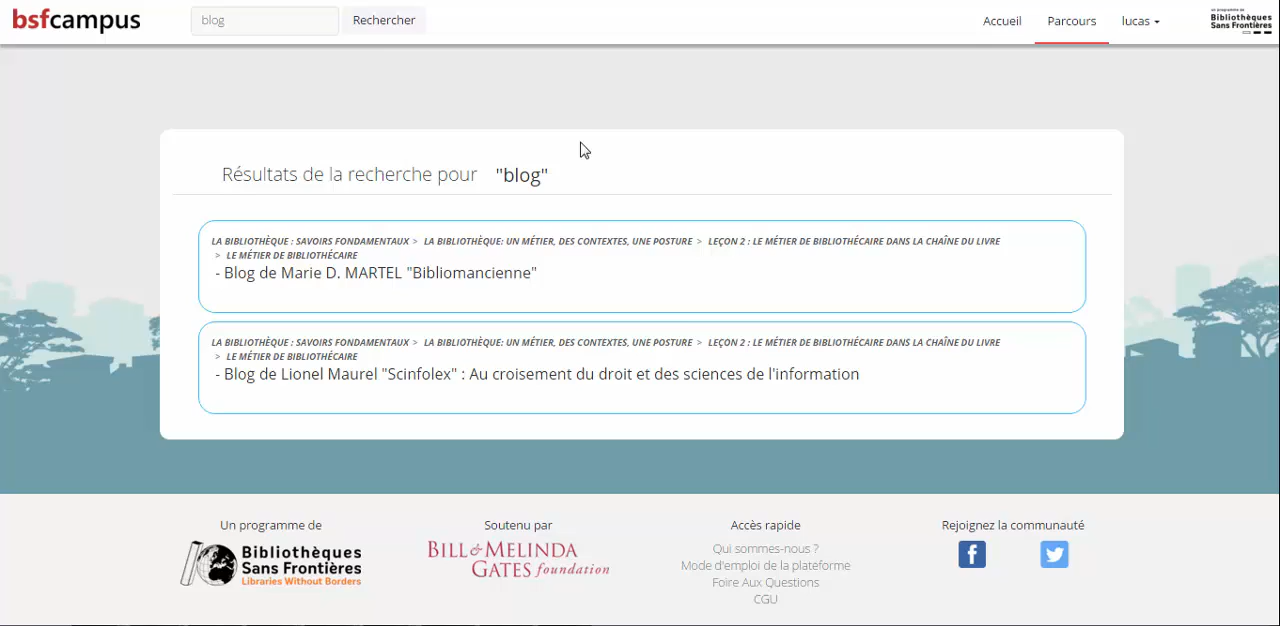 bsfcampus
blog
Rechercher
Accueil
Parcours
lucas
un programme de
Bibliothèques
Sans Frontières
Résultats de la recherche pour "blog"
LA BIBLIOTHÈQUE : SAVOIRS FONDAMENTAUX > LA BIBLIOTHÈQUE: UN MÉTIER, DES CONTEXTES, UNE POSTURE > LEÇON 2 : LE MÉTIER DE BIBLIOTHÉCAIRE DANS LA CHAÎNE DU LIVRE
> LE MÉTIER DE BIBLIOTHÉCAIRE
- Blog de Marie D. MARTEL "Bibliomancienne"
LA BIBLIOTHÈQUE : SAVOIRS FONDAMENTAUX > LA BIBLIOTHÈQUE: UN MÉTIER, DES CONTEXTES, UNE POSTURE > LEÇON 2 : LE MÉTIER DE BIBLIOTHÉCAIRE DANS LA CHAÎNE DU LIVRE
> LE MÉTIER DE BIBLIOTHÉCAIRE
- Blog de Lionel Maurel "Scinfolex" : Au croisement du droit et des sciences de l'information
Un programme de
Bibliothèques
Sans Frontières
Libraries Without Borders
Soutenu par
BILL & MELINDA
GATES foundation
Accès rapide
Qui sommes-nous ?
Mode d'emploi de la plateforme
Foire Aux Questions
CGU
Rejoignez la communauté